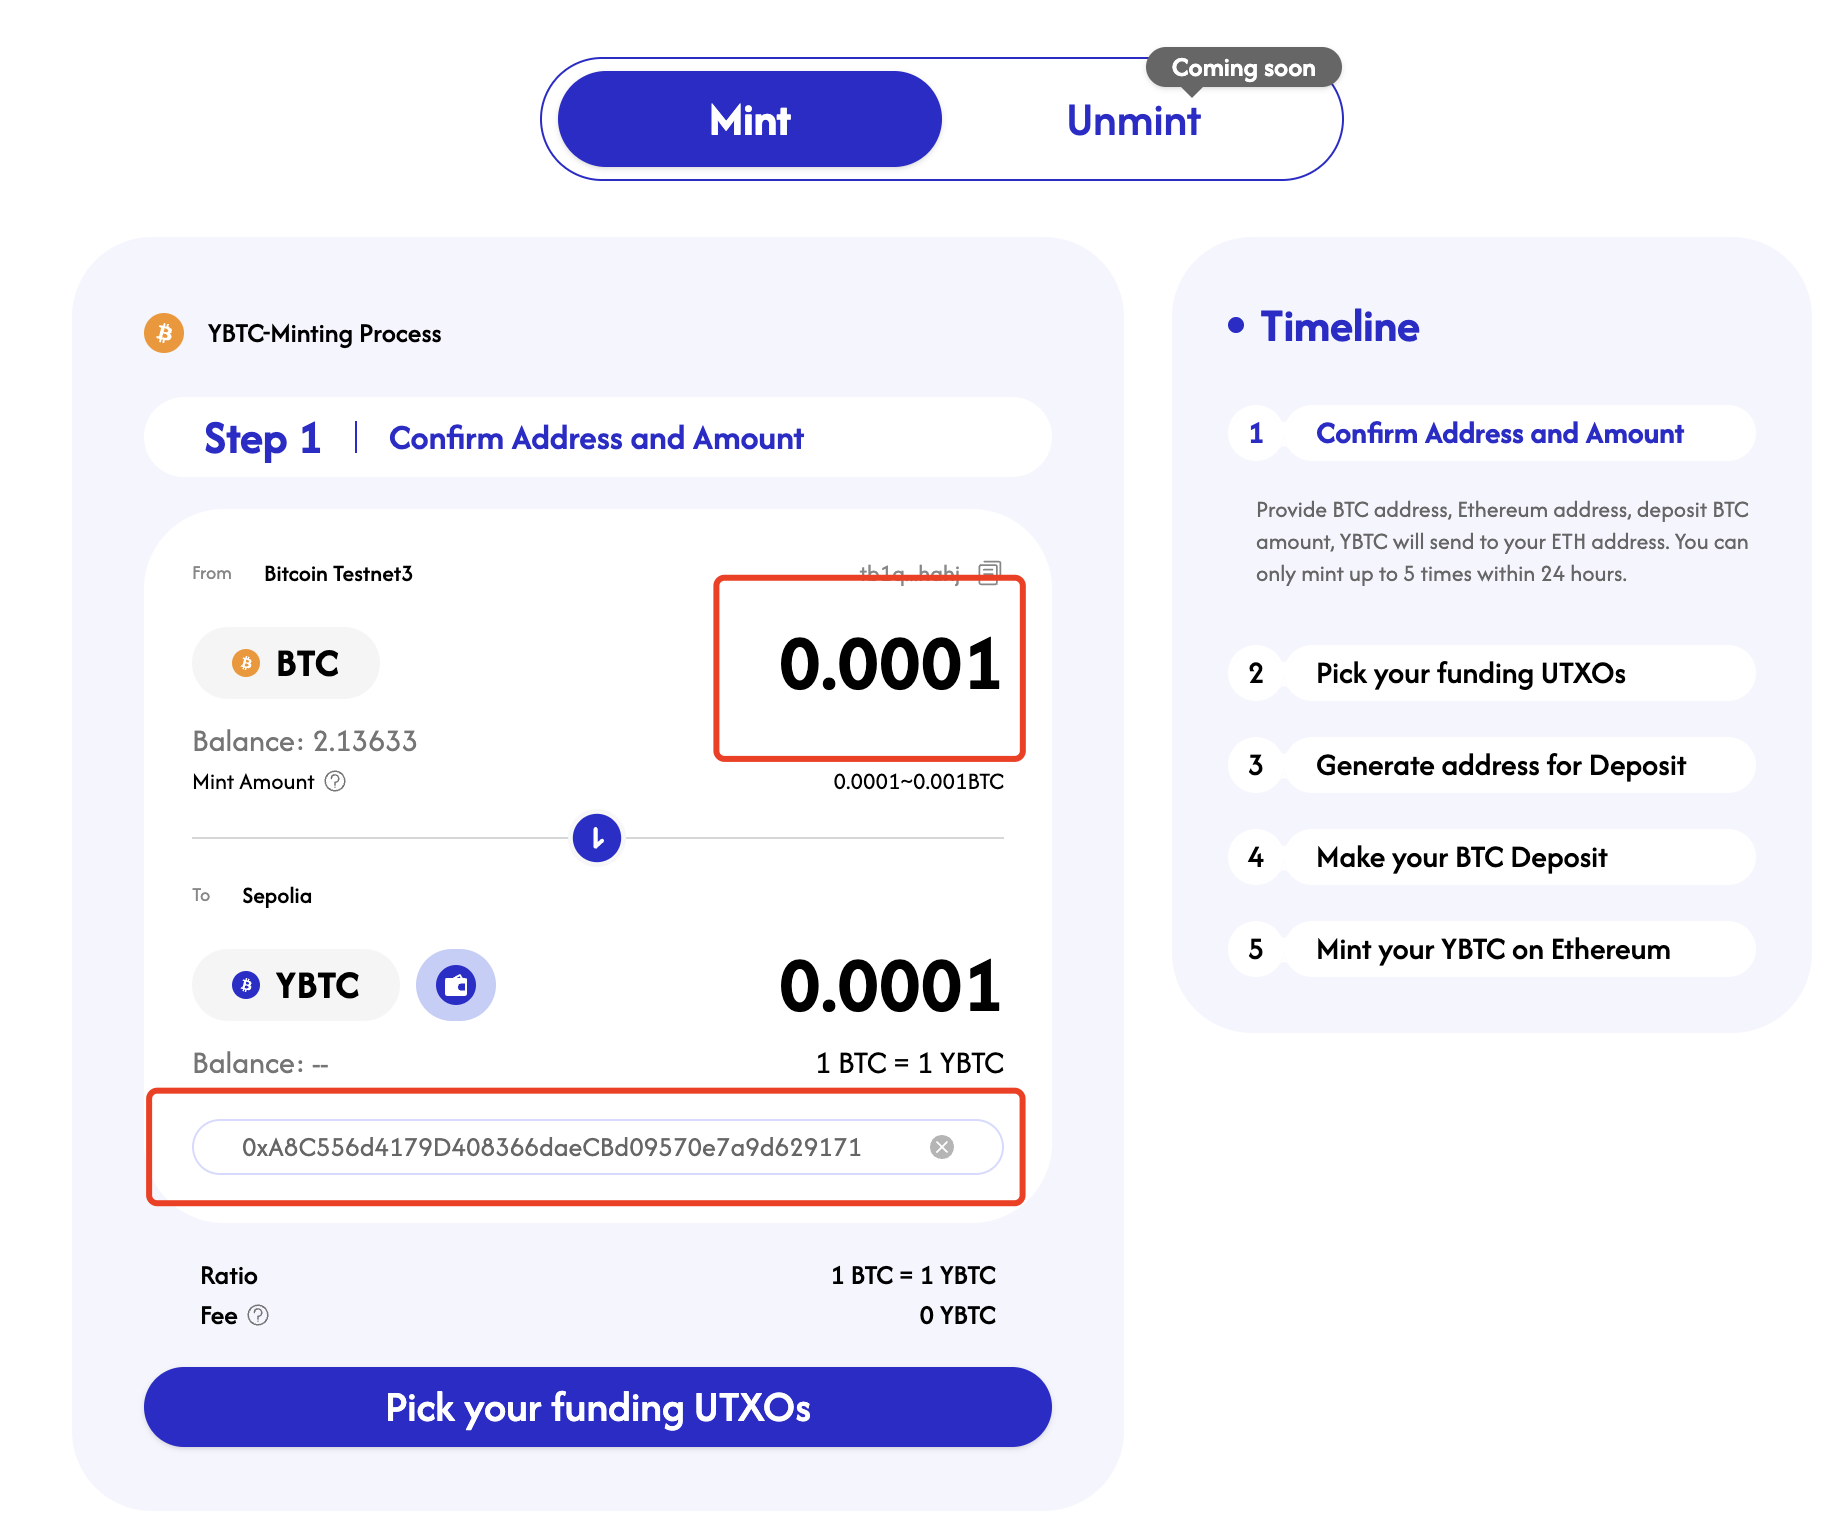 Coming soon
Mint
Unmint
YBTC-Minting Process
Step 1
Confirm Address and Amount
From Bitcoin Testnet3
BTC
0.0001
Balance: 2.13633
Mint Amount
0.0001~0.001BTC
To Sepolia
YBTC
0.0001
Balance: --
1 BTC = 1 YBTC
0xA8C556d4179D408366daeCBd09570e7a9d629171
Ratio
1 BTC = 1 YBTC
Fee
0 YBTC
Pick your funding UTXOs
Timeline
1 Confirm Address and Amount
Provide BTC address, Ethereum address, deposit BTC
amount, YBTC will send to your ETH address. You can
only mint up to 5 times within 24 hours.
2 Pick your funding UTXOs
3 Generate address for Deposit
4 Make your BTC Deposit
5 Mint your YBTC on Ethereum